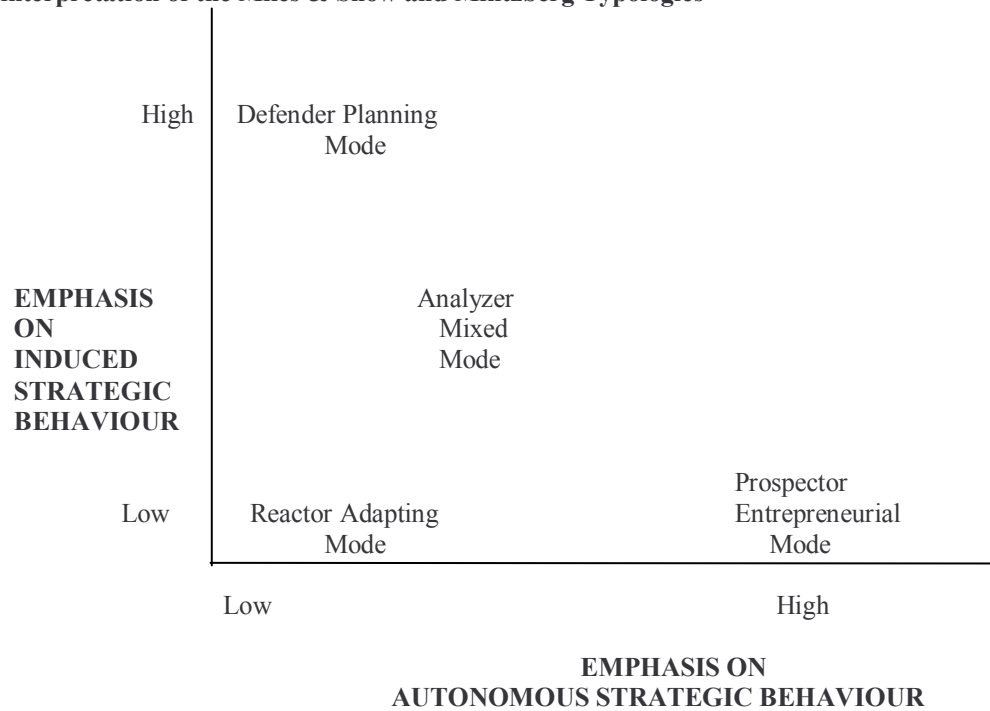 High
Defender Planning
Mode
EMPHASIS
ON
INDUCED
STRATEGIC
BEHAVIOUR
Analyzer
Mixed
Mode
Low
Reactor Adapting
Mode
Prospector
Entrepreneurial
Mode
Low
High
EMPHASIS ON
AUTONOMOUS STRATEGIC BEHAVIOUR